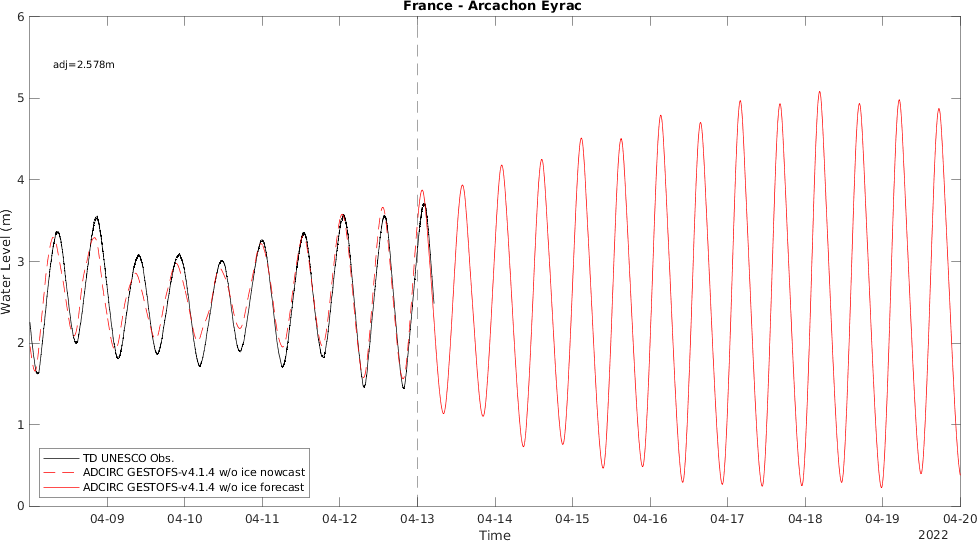 France - Arcachon Eyrac
6
adj=2.578m
5
4
3
2
1
0
Water Level (m)
TD UNESCO Obs.
ADCIRC GESTOFS-v4.1.4 w/o ice nowcast
ADCIRC GESTOFS-v4.1.4 w/o ice forecast
04-09 04-10 04-11 04-12 04-13 04-14 04-15 04-16 04-17 04-18 04-19 04-20
Time
2022